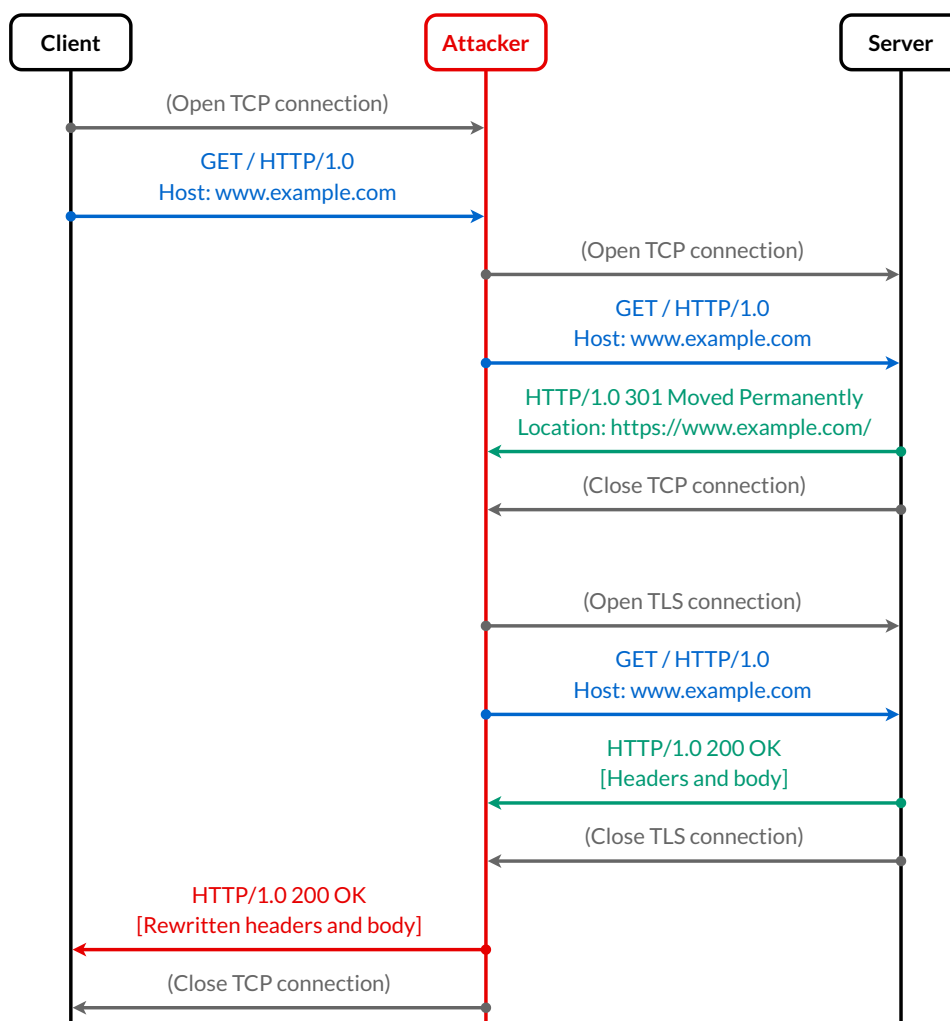 Client
Attacker
Server
(Open TCP connection)
GET / HTTP/1.0
Host: www.example.com
(Open TCP connection)
GET / HTTP/1.0
Host: www.example.com
HTTP/1.0 301 Moved Permanently
Location: https://www.example.com/
(Close TCP connection)
(Open TLS connection)
GET / HTTP/1.0
Host: www.example.com
HTTP/1.0 200 OK
[Headers and body]
(Close TLS connection)
HTTP/1.0 200 OK
[Rewritten headers and body]
(Close TCP connection)